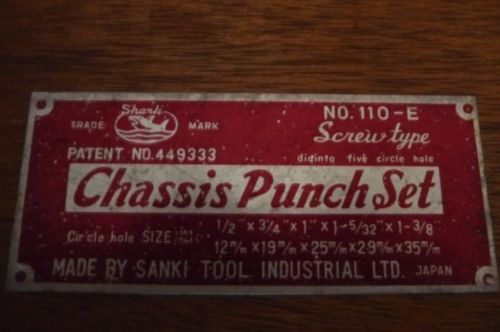 NO. 110-E
Shark
TRADE MARK
Screw type
PATENT NO. 449333
didinto five circle hole
Chassis Punch Set
1/2" x 3/4" x 1" x 1-5/32" x 1-3/8"
Circle hole SIZE
12m/m x 19m/m x 25m/m x 29m/m x 35m/m
MADE BY SANKI TOOL INDUSTRIAL LTD. JAPAN